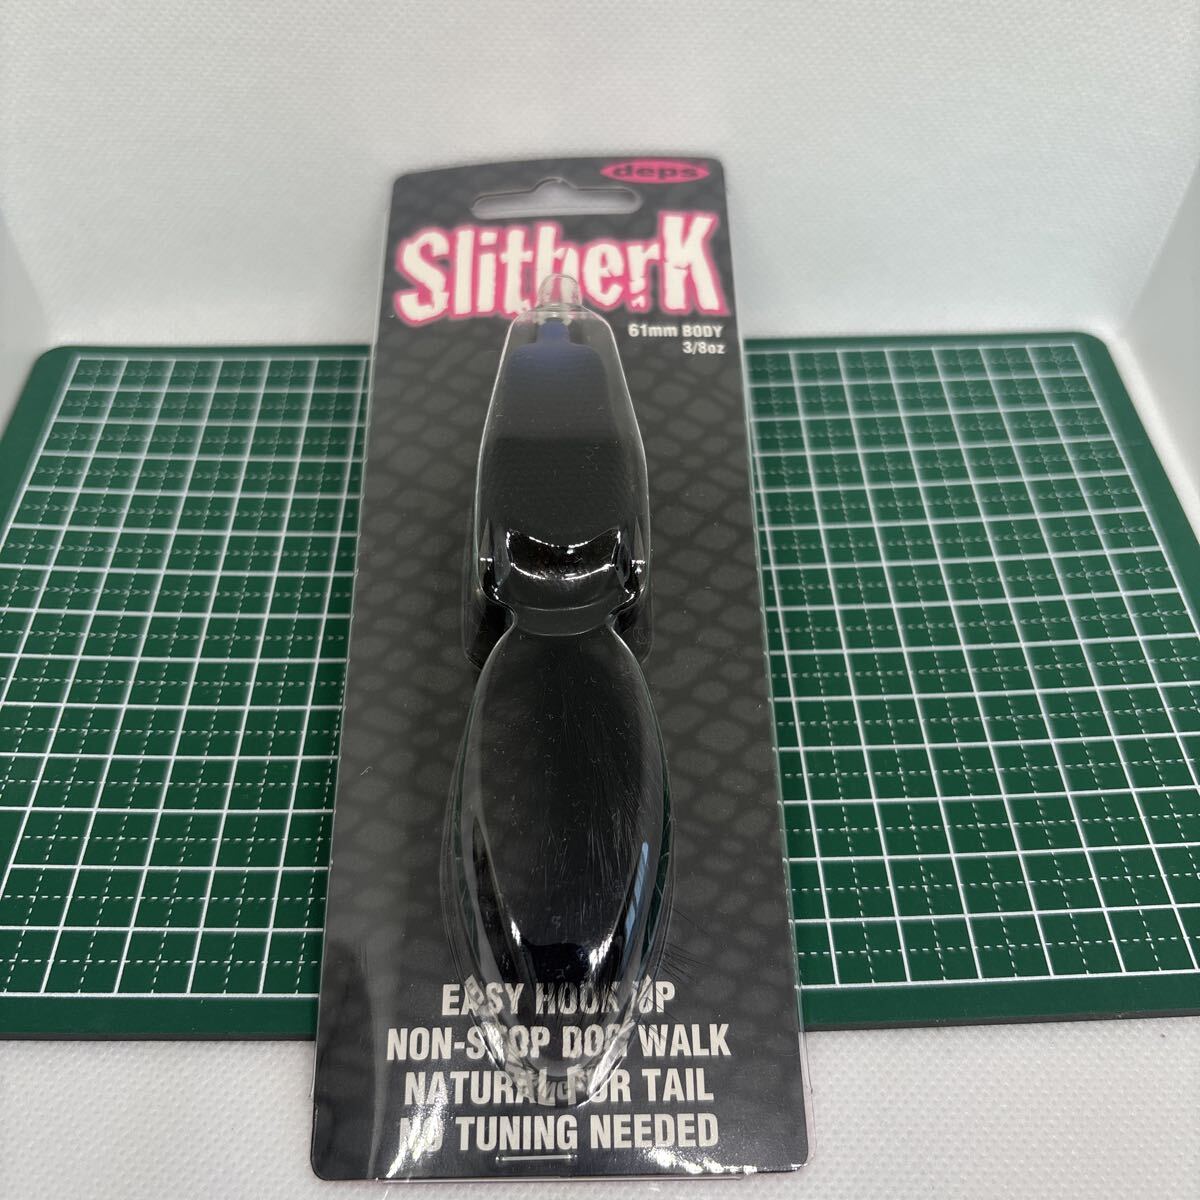 deps
SlitherK
61mm BODY
3/8oz
EASY HOOK UP
NON-STOP DOG WALK
NATURAL FUR TAIL
NO TUNING NEEDED